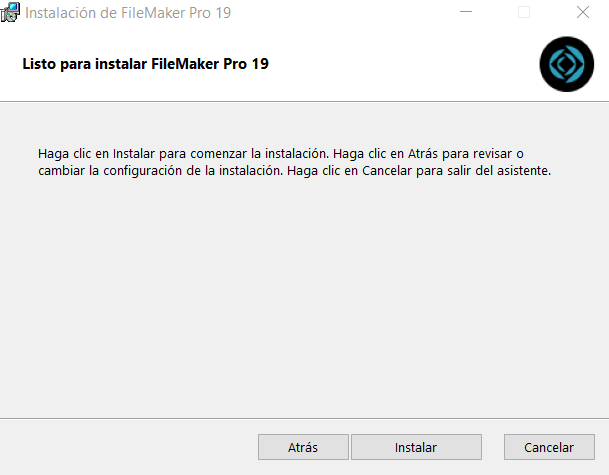 Instalación de FileMaker Pro 19
Listo para instalar FileMaker Pro 19
Haga clic en Instalar para comenzar la instalación. Haga clic en Atrás para revisar o
cambiar la configuración de la instalación. Haga clic en Cancelar para salir del asistente.
Atrás
Instalar
Cancelar